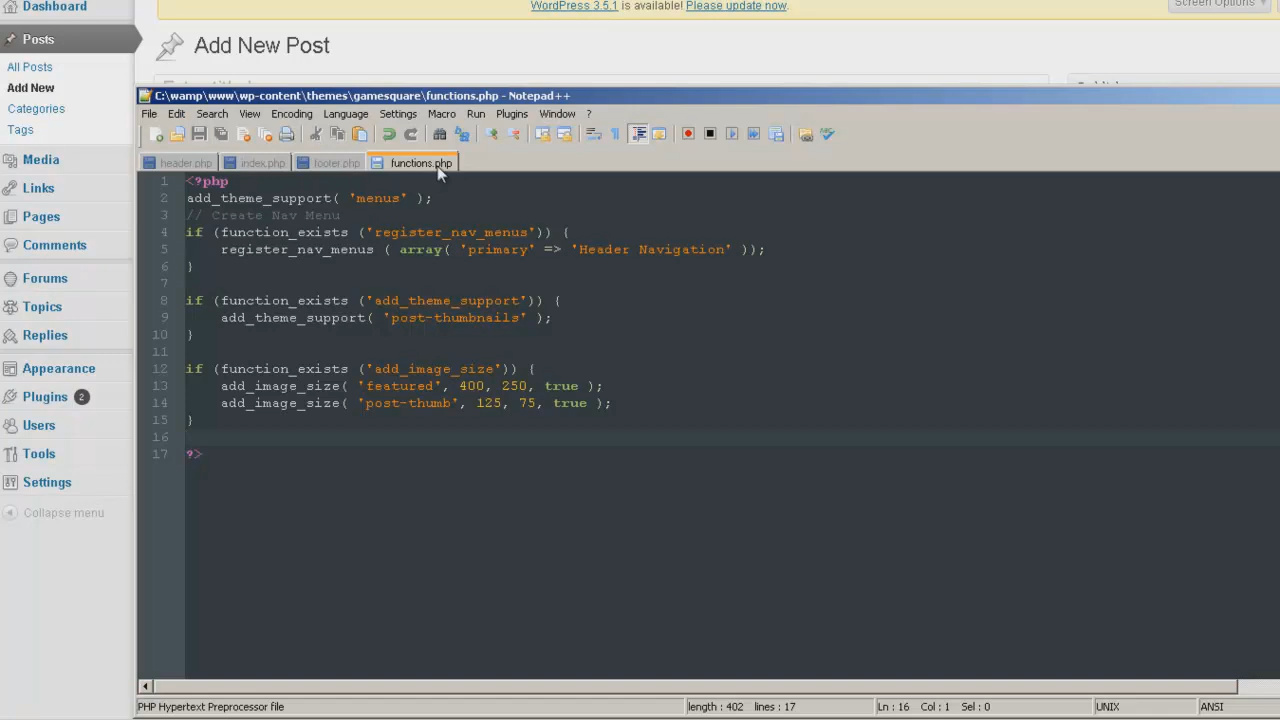 Dashboard
WordPress 3.5.1 is available! Please update now.
Screen Options
Posts
Add New Post
All Posts
Add New
Categories
Tags
Media
Links
Pages
Comments
Forums
Topics
Replies
Appearance
Plugins 2
Users
Tools
Settings
Collapse menu
C:\wamp\www\wp-content\themes\gamesquare\functions.php - Notepad++
File Edit Search View Encoding Language Settings Macro Run Plugins Window ?
header.php index.php footer.php functions.php
1 <?php
2 add_theme_support( 'menus' );
3 // Create Nav Menu
4 if (function_exists ('register_nav_menus')) {
5 register_nav_menus ( array( 'primary' => 'Header Navigation' ));
6 }
7
8 if (function_exists ('add_theme_support')) {
9 add_theme_support( 'post-thumbnails' );
10 }
11
12 if (function_exists ('add_image_size')) {
13 add_image_size( 'featured', 400, 250, true );
14 add_image_size( 'post-thumb', 125, 75, true );
15 }
16
17 ?>
PHP Hypertext Preprocessor file length : 402 lines : 17 Ln : 16 Col : 1 Sel : 0 UNIX ANSI